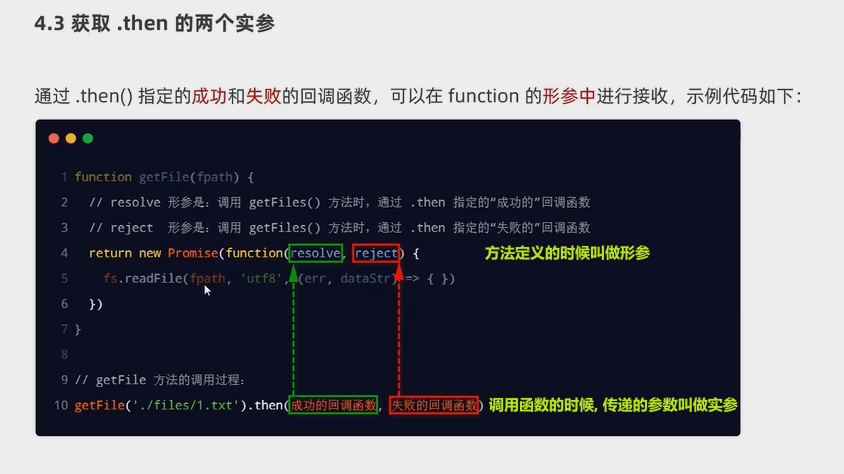 4.3 获取 .then 的两个实参
通过 .then() 指定的成功和失败的回调函数，可以在 function 的形参中进行接收，示例代码如下：
1 function getFile(fpath) {
2 // resolve 形参是：调用 getFiles() 方法时，通过 .then 指定的“成功的”回调函数
3 // reject 形参是：调用 getFiles() 方法时，通过 .then 指定的“失败的”回调函数
4 return new Promise(function(resolve, reject) { 方法定义的时候叫做形参
5 fs.readFile(fpath, 'utf8', (err, dataStr) => { })
6 })
7 }
8
9 // getFile 方法的调用过程：
10 getFile('./files/1.txt').then(成功的回调函数, 失败的回调函数) 调用函数的时候, 传递的参数叫做实参